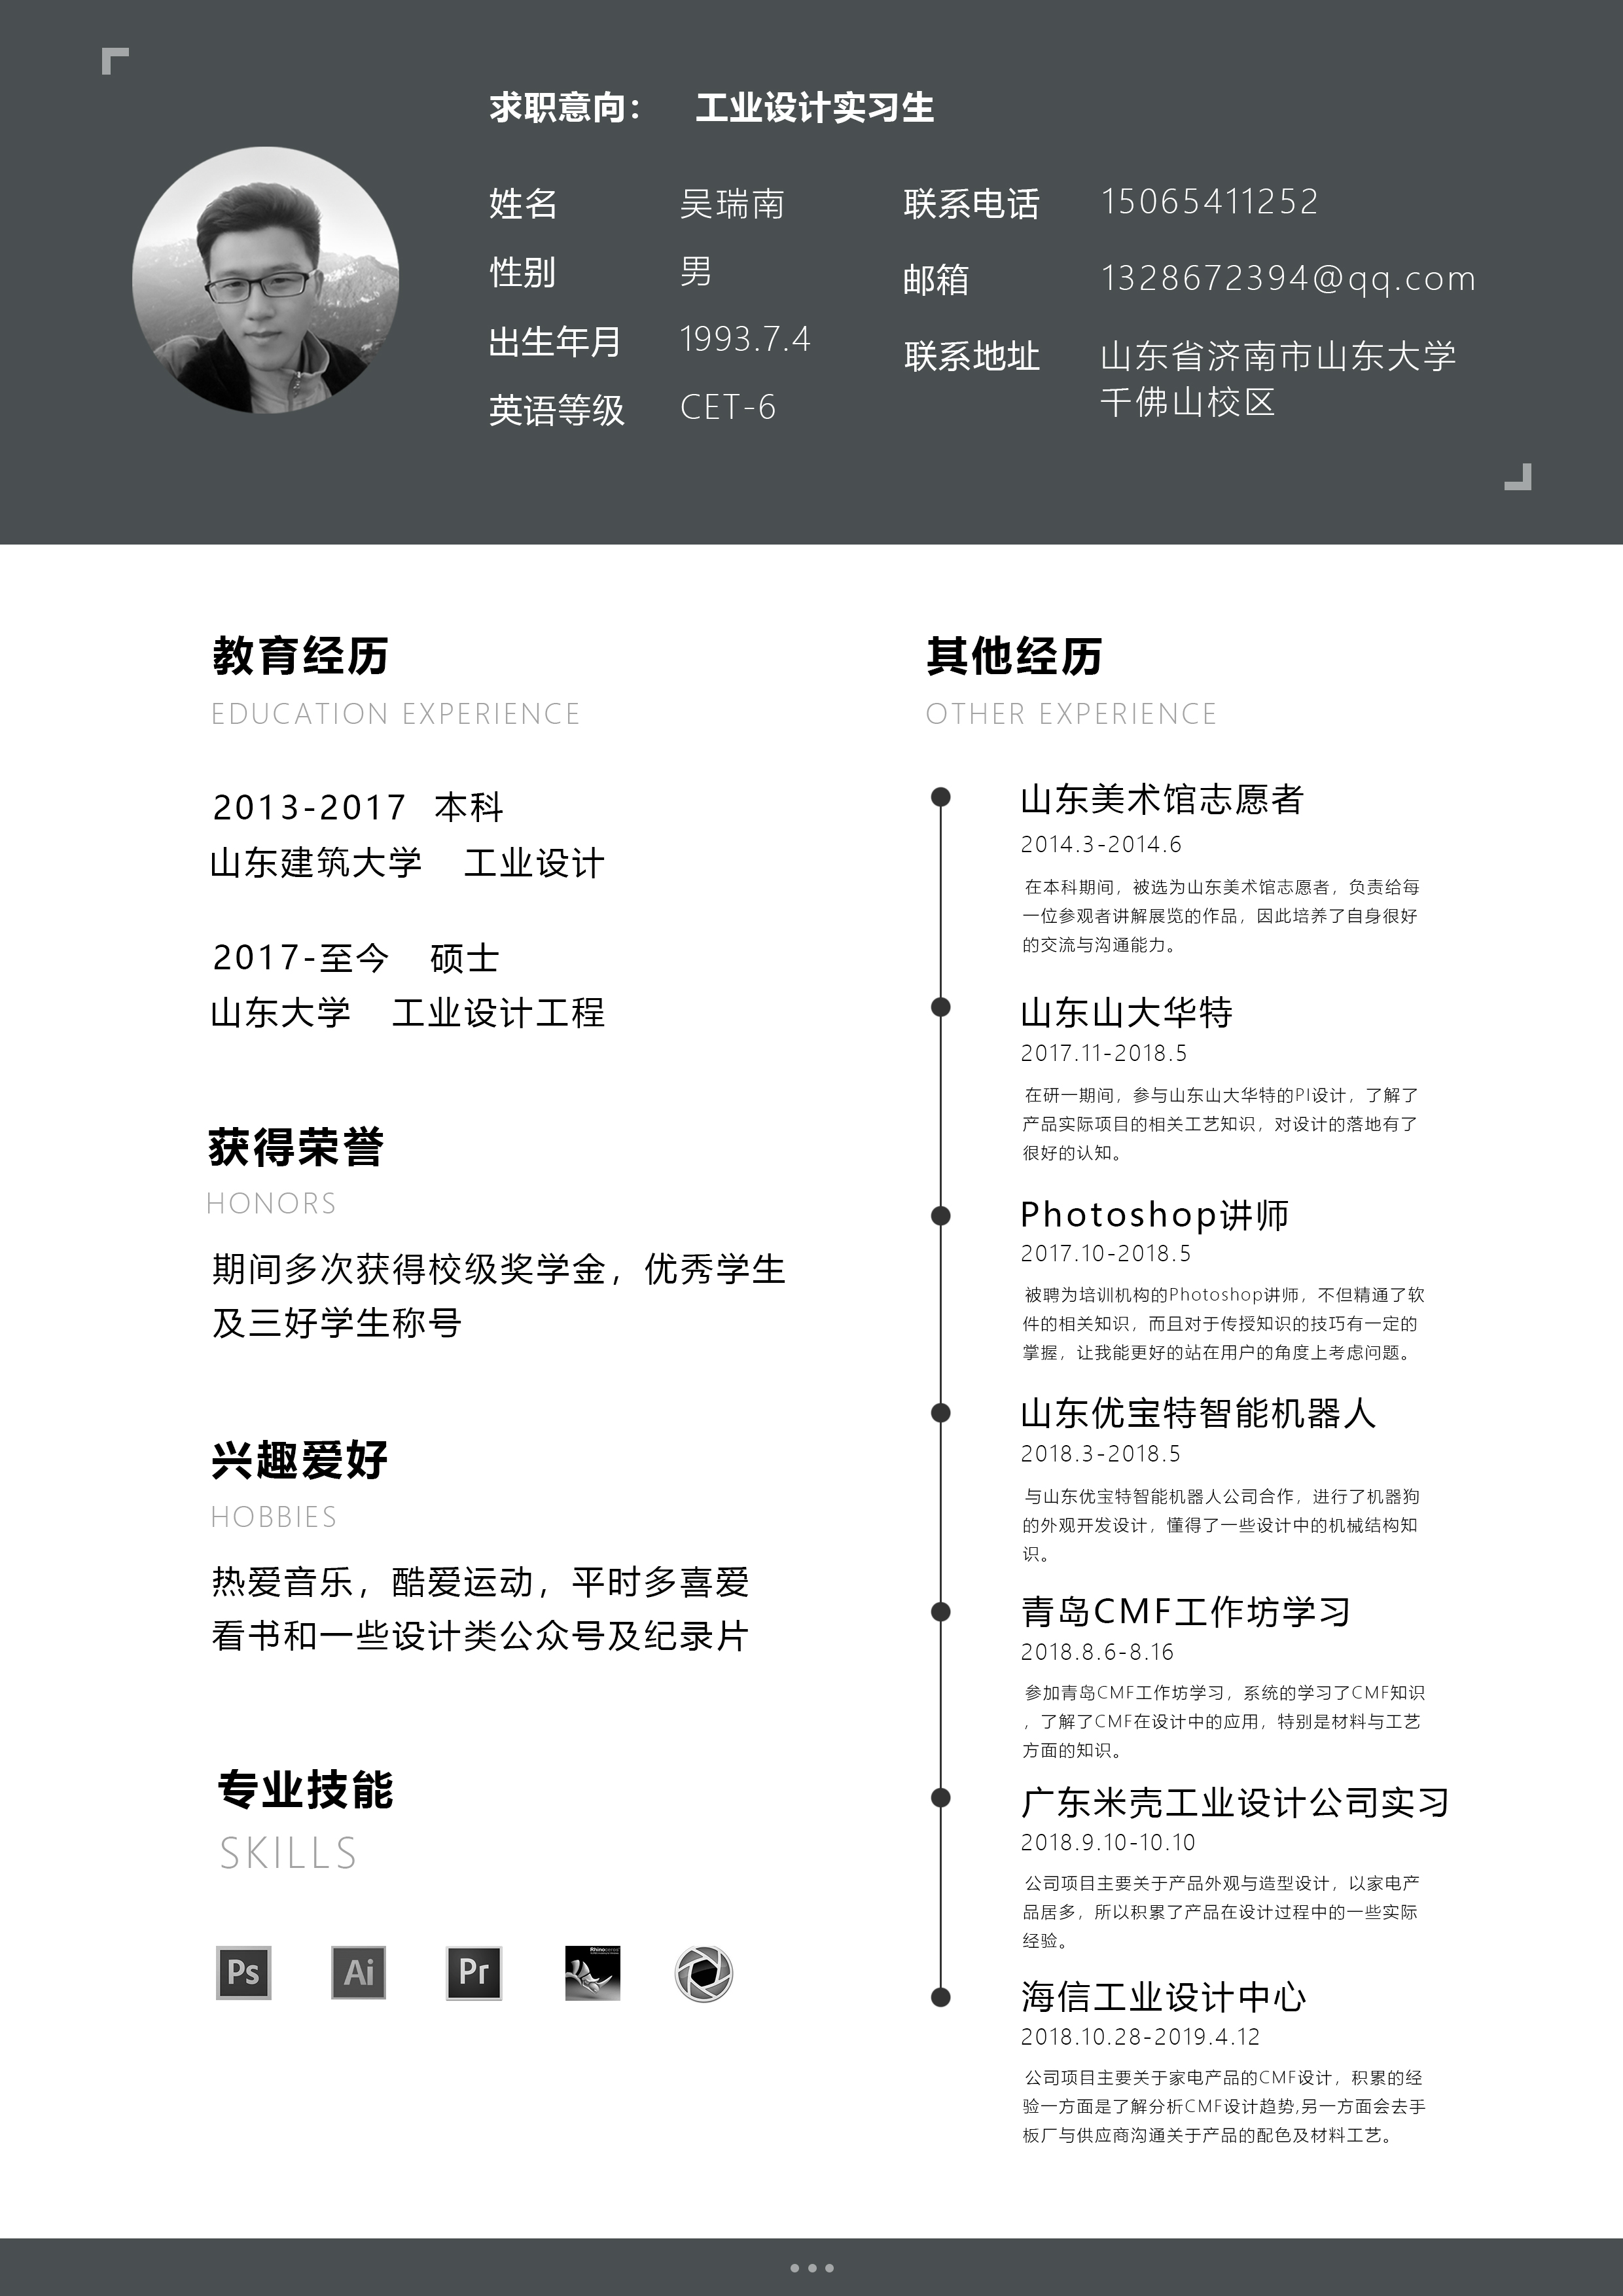 求职意向： 工业设计实习生
姓名 吴瑞南
性别 男
出生年月 1993.7.4
英语等级 CET-6
联系电话 15065411252
邮箱 1328672394@qq.com
联系地址 山东省济南市山东大学
千佛山校区
教育经历
EDUCATION EXPERIENCE
2013-2017 本科
山东建筑大学 工业设计
2017-至今 硕士
山东大学 工业设计工程
获得荣誉
HONORS
期间多次获得校级奖学金，优秀学生
及三好学生称号
兴趣爱好
HOBBIES
热爱音乐，酷爱运动，平时多喜爱
看书和一些设计类公众号及纪录片
专业技能
SKILLS
Ps Ai Pr Rhinoceros
其他经历
OTHER EXPERIENCE
山东美术馆志愿者
2014.3-2014.6
在本科期间，被选为山东美术馆志愿者，负责给每
一位参观者讲解展览的作品，因此培养了自身很好
的交流与沟通能力。
山东山大华特
2017.11-2018.5
在研一期间，参与山东山大华特的PI设计，了解了
产品实际项目的相关工艺知识，对设计的落地有了
很好的认知。
Photoshop讲师
2017.10-2018.5
被聘为培训机构的Photoshop讲师，不但精通了软
件的相关知识，而且对于传授知识的技巧有一定的
掌握，让我能更好的站在用户的角度上考虑问题。
山东优宝特智能机器人
2018.3-2018.5
与山东优宝特智能机器人公司合作，进行了机器狗
的外观开发设计，懂得了一些设计中的机械结构知
识。
青岛CMF工作坊学习
2018.8.6-8.16
参加青岛CMF工作坊学习，系统的学习了CMF知识
，了解了CMF在设计中的应用，特别是材料与工艺
方面的知识。
广东米壳工业设计公司实习
2018.9.10-10.10
公司项目主要关于产品外观与造型设计，以家电产
品居多，所以积累了产品在设计过程中的一些实际
经验。
海信工业设计中心
2018.10.28-2019.4.12
公司项目主要关于家电产品的CMF设计，积累的经
验一方面是了解分析CMF设计趋势,另一方面会去手
板厂与供应商沟通关于产品的配色及材料工艺。